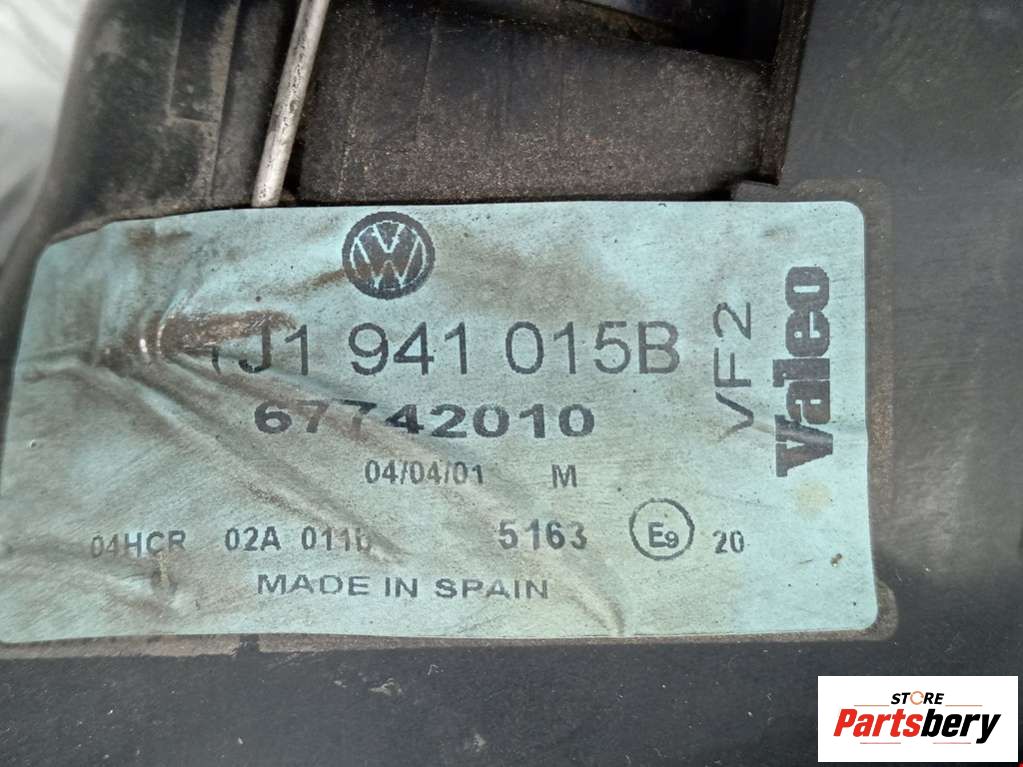 1J1 941 015B
67742010
04/04/01 M
04HCR 02A 5163 E9 20
MADE IN SPAIN
VF2
Valeo
STORE
Partsbery